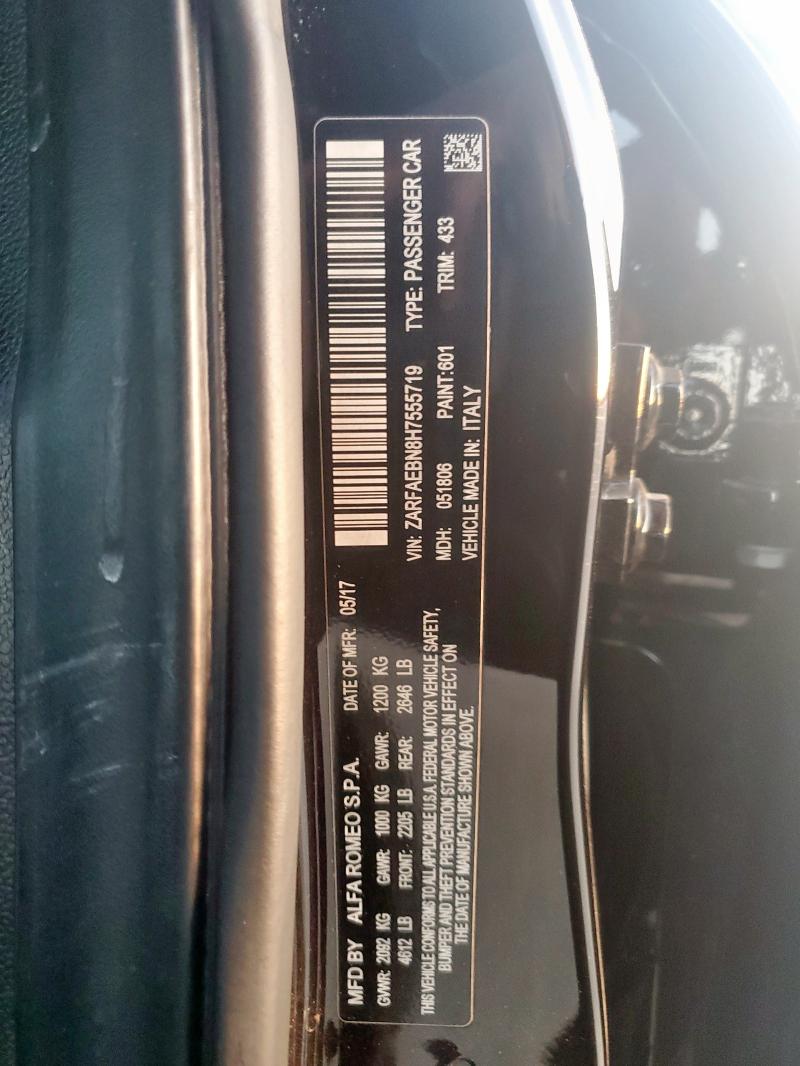 MFD BY ALFA ROMEO S.P.A. DATE OF MFR: 05/17
GVWR: 2092 KG GAWR: 1000 KG GAWR: 1200 KG
4612 LB FRONT: 2205 LB REAR: 2646 LB
THIS VEHICLE CONFORMS TO ALL APPLICABLE U.S.A. FEDERAL MOTOR VEHICLE SAFETY,
BUMPER AND THEFT PREVENTION STANDARDS IN EFFECT ON
THE DATE OF MANUFACTURE SHOWN ABOVE.
VIN: ZARFAEBN8H7555719 TYPE: PASSENGER CAR
MDH: 051806 PAINT:601 TRIM: 433
VEHICLE MADE IN: ITALY